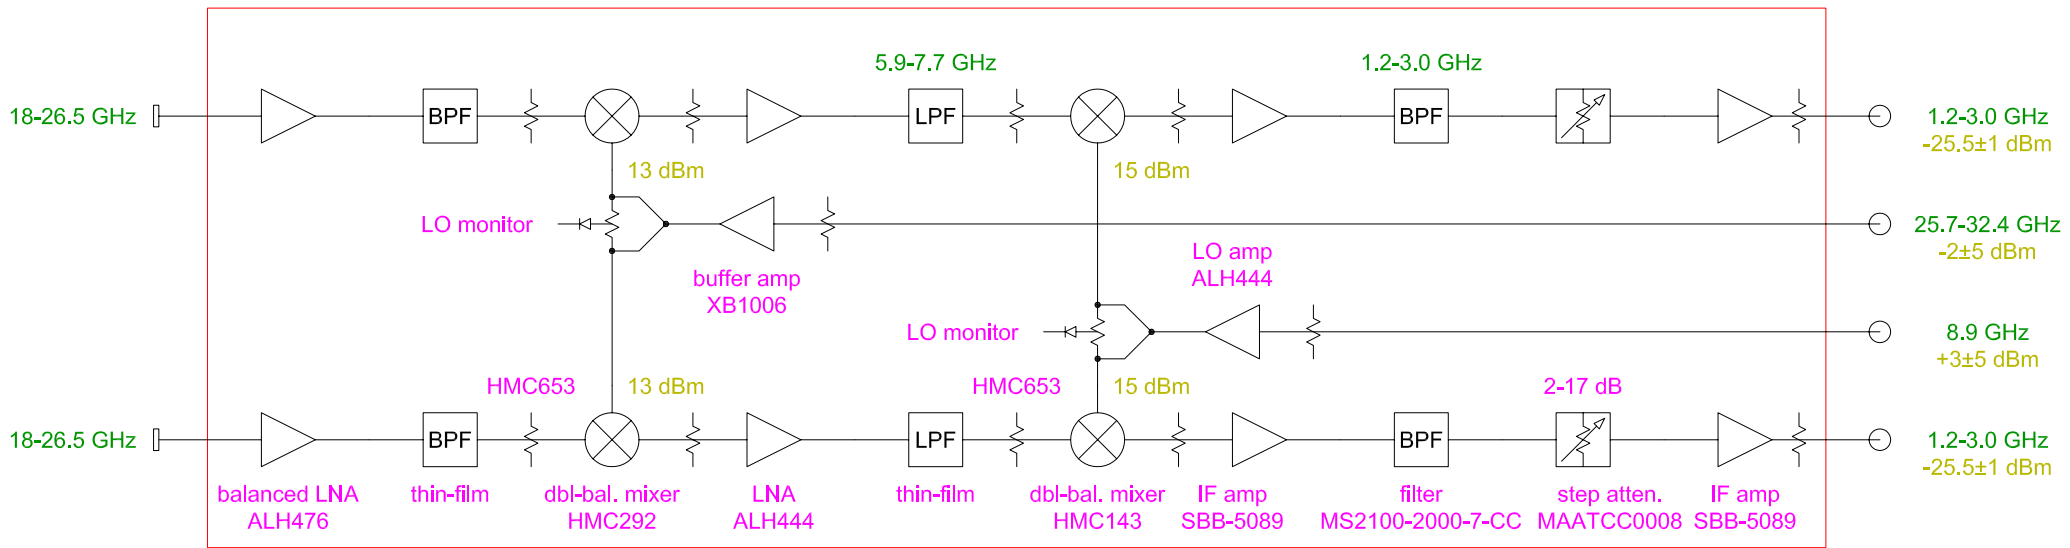 5.9-7.7 GHz
1.2-3.0 GHz
18-26.5 GHz
BPF
LPF
BPF
1.2-3.0 GHz
-25.5±1 dBm
13 dBm
15 dBm
LO monitor
25.7-32.4 GHz
-2±5 dBm
buffer amp
XB1006
LO amp
ALH444
LO monitor
8.9 GHz
+3±5 dBm
HMC653
13 dBm
HMC653
15 dBm
2-17 dB
18-26.5 GHz
BPF
LPF
BPF
1.2-3.0 GHz
-25.5±1 dBm
balanced LNA
ALH476
thin-film
dbl-bal. mixer
HMC292
LNA
ALH444
thin-film
dbl-bal. mixer
HMC143
IF amp
SBB-5089
filter
MS2100-2000-7-CC
step atten.
MAATCC0008
IF amp
SBB-5089